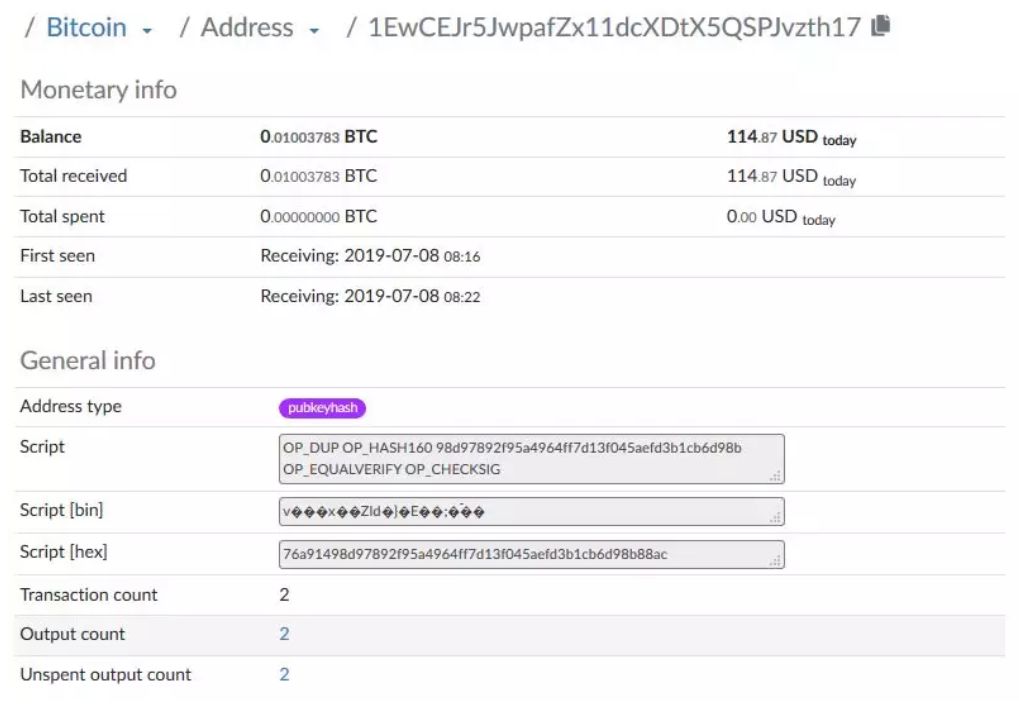 / Bitcoin / Address / 1EwCEJr5JwpafZx11dcXDtX5QSPJvzth17
Monetary info
Balance 0.01003783 BTC 114.87 USD today
Total received 0.01003783 BTC 114.87 USD today
Total spent 0.00000000 BTC 0.00 USD today
First seen Receiving: 2019-07-08 08:16
Last seen Receiving: 2019-07-08 08:22
General info
Address type pubkeyhash
Script OP_DUP OP_HASH160 98d97892f95a4964ff7d13f045aefd3b1cb6d98b
OP_EQUALVERIFY OP_CHECKSIG
Script [bin] v���x��ZId�}�E��;�̄��
Script [hex] 76a91498d97892f95a4964ff7d13f045aefd3b1cb6d98b88ac
Transaction count 2
Output count 2
Unspent output count 2